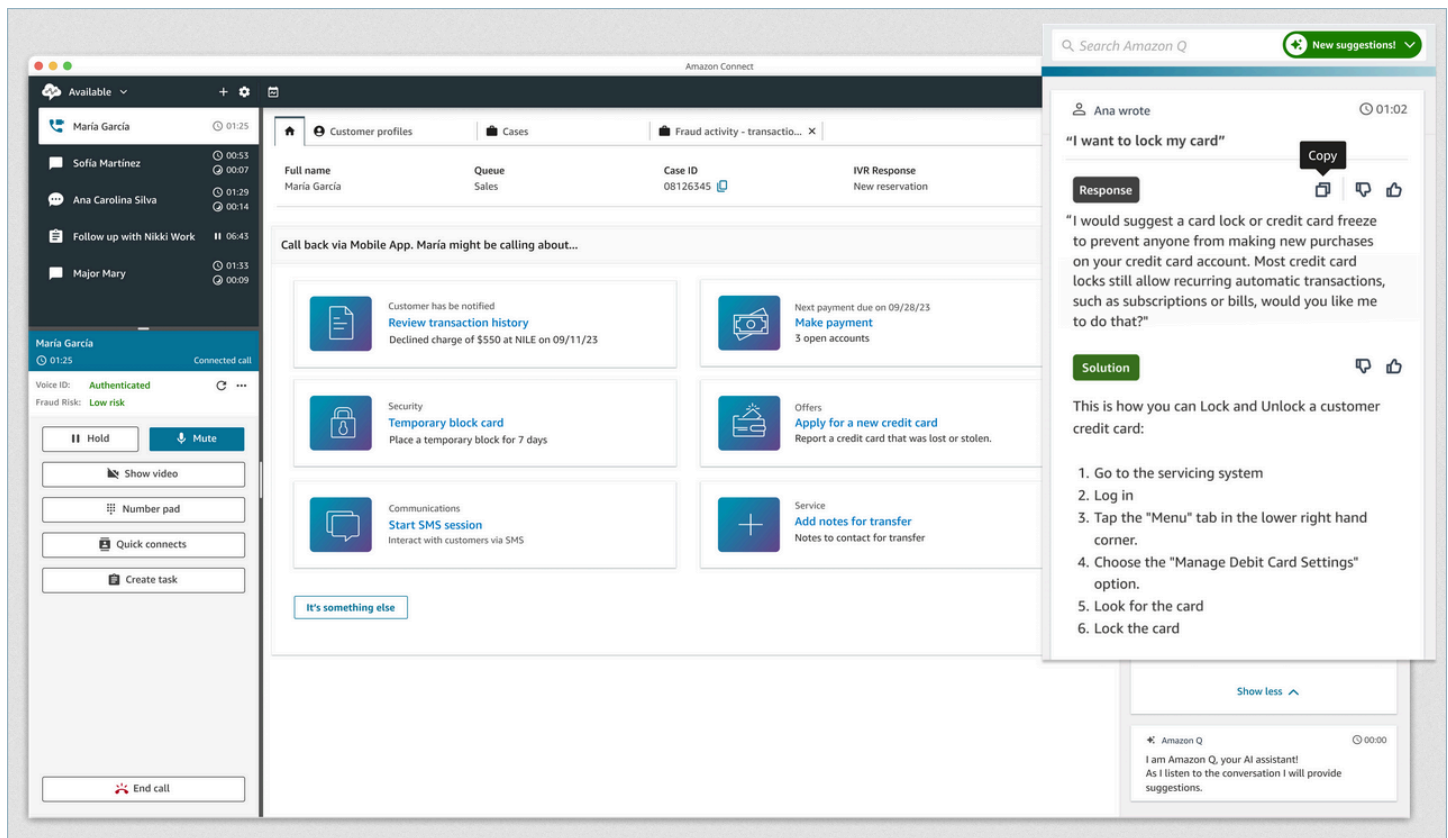 Amazon Connect
Available
María García 01:25
Sofía Martínez 00:53
00:07
Ana Carolina Silva 01:29
00:14
Follow up with Nikki Work 06:43
Major Mary 01:33
00:09
María García
01:25 Connected call
Voice ID: Authenticated
Fraud Risk: Low risk
Hold Mute
Show video
Number pad
Quick connects
Create task
End call
Customer profiles Cases Fraud activity - transactio...
Full name Queue Case ID IVR Response
María García Sales 08126345 New reservation
Call back via Mobile App. María might be calling about...
Customer has be notified
Review transaction history
Declined charge of $550 at NILE on 09/11/23
Next payment due on 09/28/23
Make payment
3 open accounts
Security
Temporary block card
Place a temporary block for 7 days
Offers
Apply for a new credit card
Report a credit card that was lost or stolen.
Communications
Start SMS session
Interact with customers via SMS
Service
Add notes for transfer
Notes to contact for transfer
It's something else
Search Amazon Q New suggestions!
Ana wrote 01:02
“I want to lock my card”
Copy
Response
“I would suggest a card lock or credit card freeze
to prevent anyone from making new purchases
on your credit card account. Most credit card
locks still allow recurring automatic transactions,
such as subscriptions or bills, would you like me
to do that?"
Solution
This is how you can Lock and Unlock a customer
credit card:
1. Go to the servicing system
2. Log in
3. Tap the "Menu" tab in the lower right hand
corner.
4. Choose the "Manage Debit Card Settings"
option.
5. Look for the card
6. Lock the card
Show less
Amazon Q 00:00
I am Amazon Q, your AI assistant!
As I listen to the conversation I will provide
suggestions.